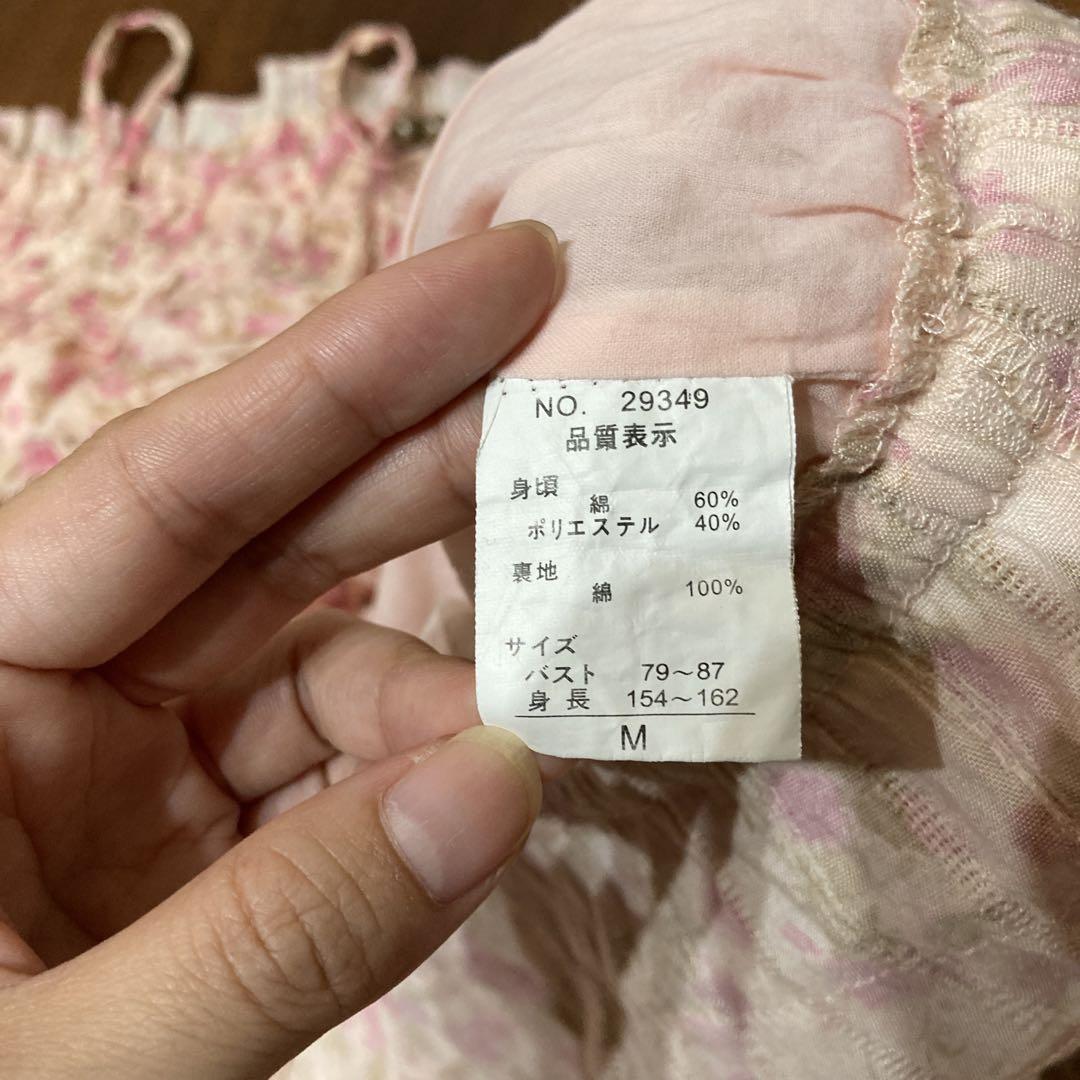 NO. 29349
品質表示
身頃
綿 60%
ポリエステル 40%
裏地
綿 100%
サイズ
バスト 79～87
身長 154～162
M